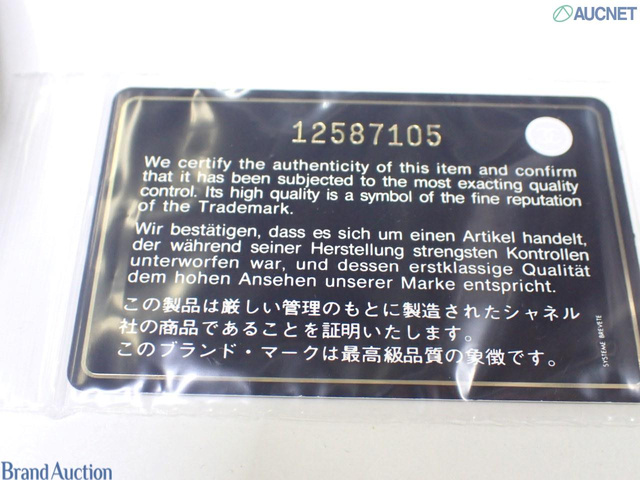 AUCNET
12587105
We certify the authenticity of this item and confirm
that it has been subjected to the most exacting quality
control. Its high quality is a symbol of the fine reputation
of the Trademark.
Wir bestätigen, dass es sich um einen Artikel handelt,
der während seiner Herstellung strengsten Kontrollen
unterworfen war, und dessen erstklassige Qualität
dem hohen Ansehen unserer Marke entspricht.
この製品は厳しい管理のもとに製造されたシャネル
社の商品であることを証明いたします。
このブランド・マークは最高級品質の象徴です。
SYSTEME BREVETE
Brand Auction